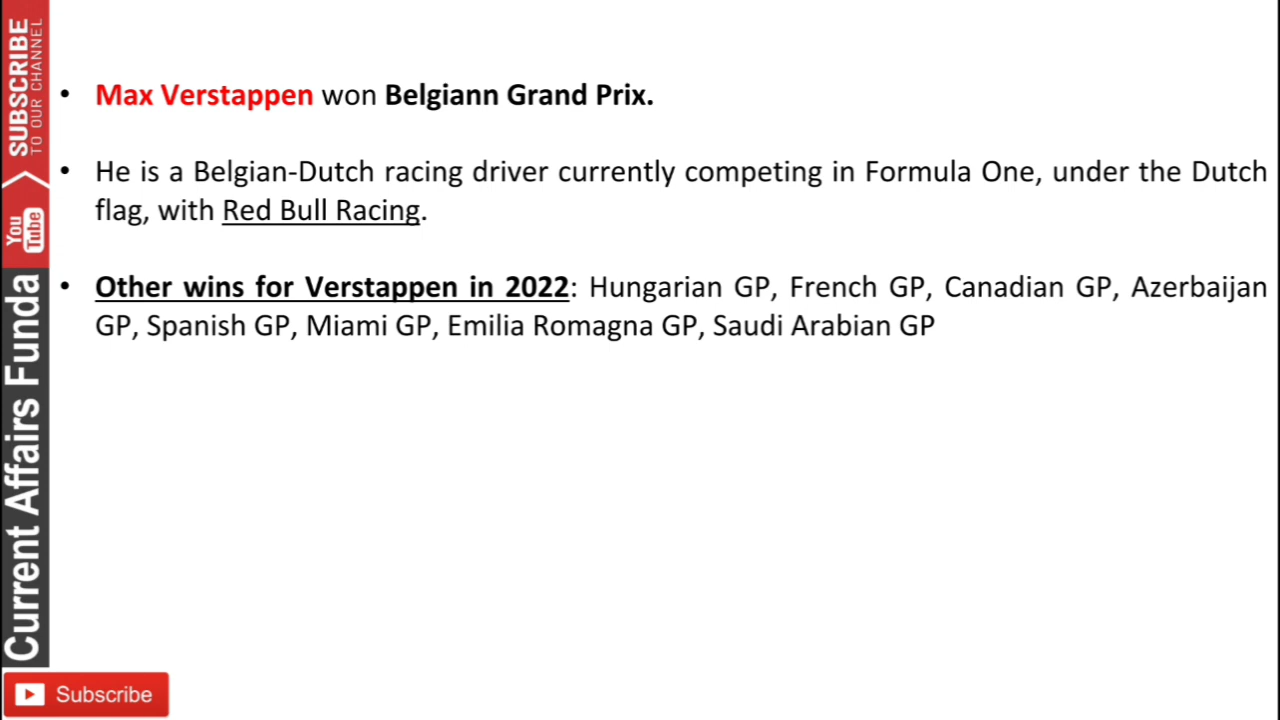 SUBSCRIBE
TO OUR CHANNEL
You
Tube
Current Affairs Funda
• Max Verstappen won Belgiann Grand Prix.
• He is a Belgian-Dutch racing driver currently competing in Formula One, under the Dutch
flag, with Red Bull Racing.
• Other wins for Verstappen in 2022: Hungarian GP, French GP, Canadian GP, Azerbaijan
GP, Spanish GP, Miami GP, Emilia Romagna GP, Saudi Arabian GP
Subscribe